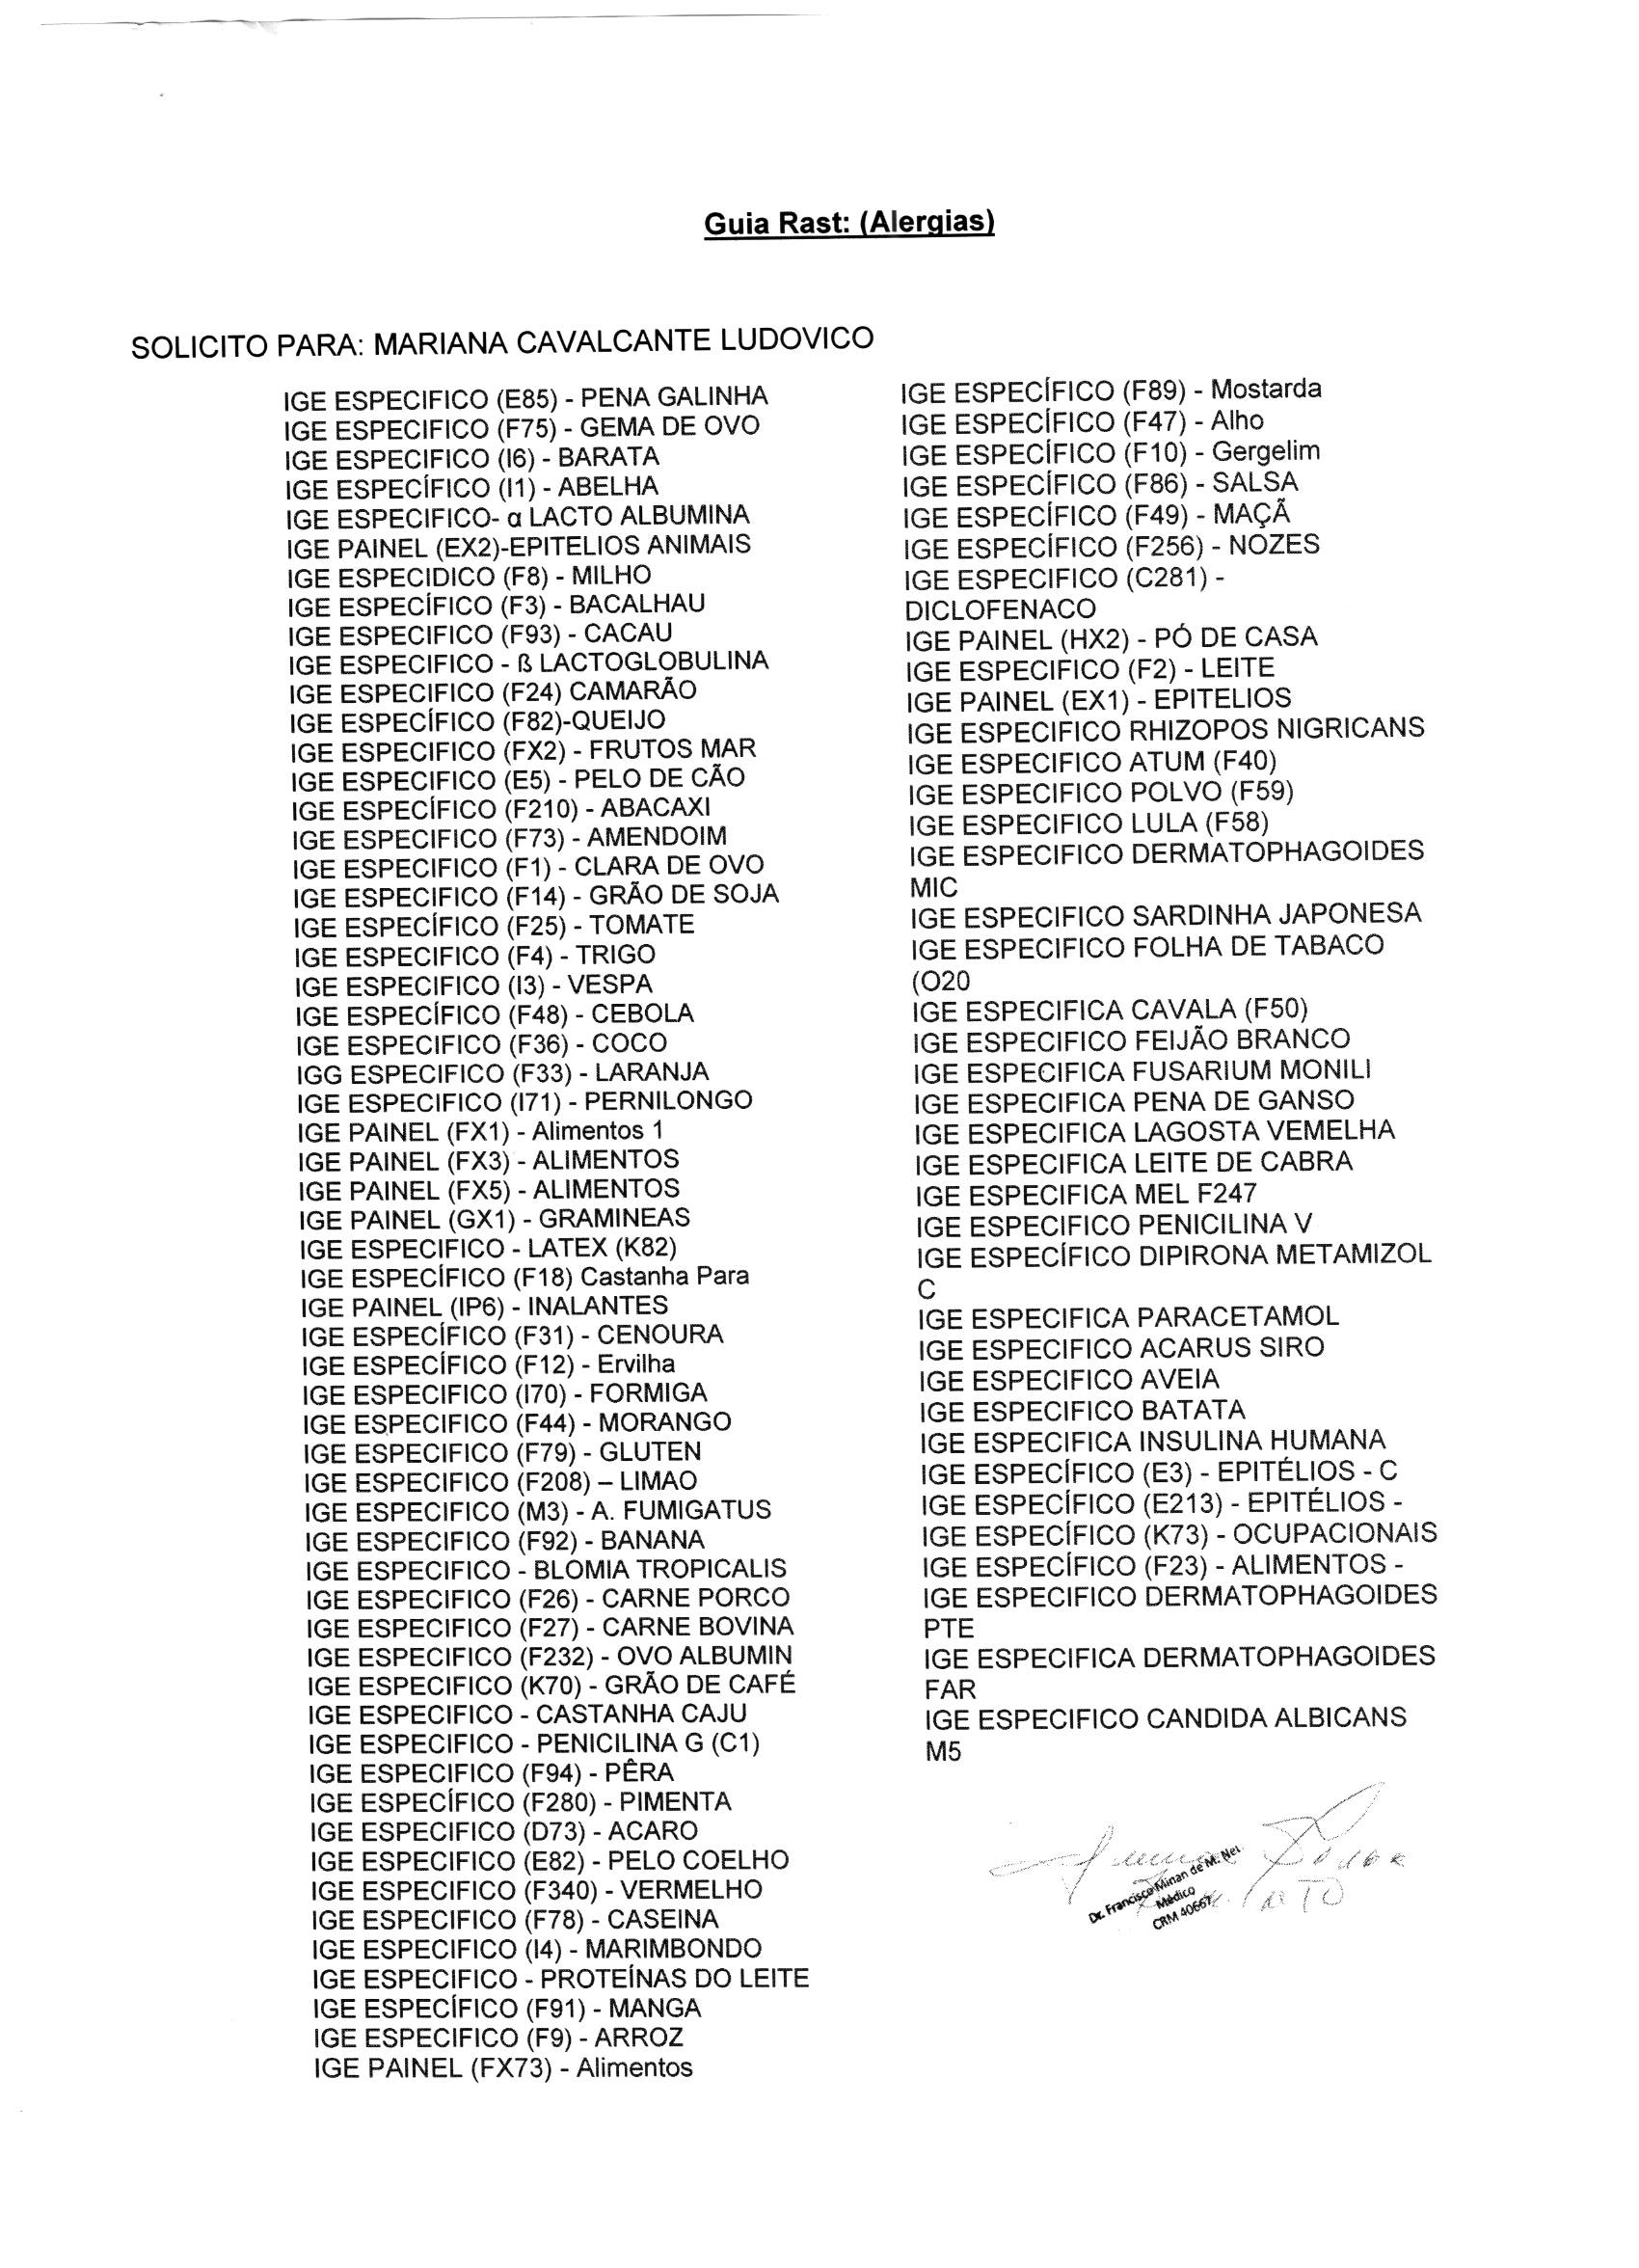 Guia Rast: (Alergias)
SOLICITO PARA: MARIANA CAVALCANTE LUDOVICO
IGE ESPECIFICO (E85) - PENA GALINHA
IGE ESPECIFICO (F75) - GEMA DE OVO
IGE ESPECIFICO (I6) - BARATA
IGE ESPECÍFICO (I1) - ABELHA
IGE ESPECIFICO- α LACTO ALBUMINA
IGE PAINEL (EX2)-EPITELIOS ANIMAIS
IGE ESPECIDICO (F8) - MILHO
IGE ESPECÍFICO (F3) - BACALHAU
IGE ESPECIFICO (F93) - CACAU
IGE ESPECIFICO - ß LACTOGLOBULINA
IGE ESPECIFICO (F24) CAMARÃO
IGE ESPECÍFICO (F82)-QUEIJO
IGE ESPECIFICO (FX2) - FRUTOS MAR
IGE ESPECIFICO (E5) - PELO DE CÃO
IGE ESPECÍFICO (F210) - ABACAXI
IGE ESPECIFICO (F73) - AMENDOIM
IGE ESPECIFICO (F1) - CLARA DE OVO
IGE ESPECIFICO (F14) - GRÃO DE SOJA
IGE ESPECÍFICO (F25) - TOMATE
IGE ESPECIFICO (F4) - TRIGO
IGE ESPECIFICO (I3) - VESPA
IGE ESPECÍFICO (F48) - CEBOLA
IGE ESPECIFICO (F36) - COCO
IGG ESPECIFICO (F33) - LARANJA
IGE ESPECIFICO (I71) - PERNILONGO
IGE PAINEL (FX1) - Alimentos 1
IGE PAINEL (FX3) - ALIMENTOS
IGE PAINEL (FX5) - ALIMENTOS
IGE PAINEL (GX1) - GRAMINEAS
IGE ESPECIFICO - LATEX (K82)
IGE ESPECÍFICO (F18) Castanha Para
IGE PAINEL (IP6) - INALANTES
IGE ESPECÍFICO (F31) - CENOURA
IGE ESPECÍFICO (F12) - Ervilha
IGE ESPECIFICO (I70) - FORMIGA
IGE ESPECIFICO (F44) - MORANGO
IGE ESPECIFICO (F79) - GLUTEN
IGE ESPECIFICO (F208) – LIMAO
IGE ESPECIFICO (M3) - A. FUMIGATUS
IGE ESPECIFICO (F92) - BANANA
IGE ESPECIFICO - BLOMIA TROPICALIS
IGE ESPECIFICO (F26) - CARNE PORCO
IGE ESPECIFICO (F27) - CARNE BOVINA
IGE ESPECIFICO (F232) - OVO ALBUMIN
IGE ESPECIFICO (K70) - GRÃO DE CAFÉ
IGE ESPECIFICO - CASTANHA CAJU
IGE ESPECIFICO - PENICILINA G (C1)
IGE ESPECIFICO (F94) - PÊRA
IGE ESPECÍFICO (F280) - PIMENTA
IGE ESPECIFICO (D73) - ACARO
IGE ESPECIFICO (E82) - PELO COELHO
IGE ESPECIFICO (F340) - VERMELHO
IGE ESPECIFICO (F78) - CASEINA
IGE ESPECIFICO (I4) - MARIMBONDO
IGE ESPECIFICO - PROTEÍNAS DO LEITE
IGE ESPECÍFICO (F91) - MANGA
IGE ESPECIFICO (F9) - ARROZ
IGE PAINEL (FX73) - Alimentos
IGE ESPECÍFICO (F89) - Mostarda
IGE ESPECÍFICO (F47) - Alho
IGE ESPECÍFICO (F10) - Gergelim
IGE ESPECÍFICO (F86) - SALSA
IGE ESPECÍFICO (F49) - MAÇÃ
IGE ESPECÍFICO (F256) - NOZES
IGE ESPECIFICO (C281) -
DICLOFENACO
IGE PAINEL (HX2) - PÓ DE CASA
IGE ESPECIFICO (F2) - LEITE
IGE PAINEL (EX1) - EPITELIOS
IGE ESPECIFICO RHIZOPOS NIGRICANS
IGE ESPECIFICO ATUM (F40)
IGE ESPECIFICO POLVO (F59)
IGE ESPECIFICO LULA (F58)
IGE ESPECIFICO DERMATOPHAGOIDES
MIC
IGE ESPECIFICO SARDINHA JAPONESA
IGE ESPECIFICO FOLHA DE TABACO
(O20
IGE ESPECIFICA CAVALA (F50)
IGE ESPECIFICO FEIJÃO BRANCO
IGE ESPECIFICA FUSARIUM MONILI
IGE ESPECIFICA PENA DE GANSO
IGE ESPECIFICA LAGOSTA VEMELHA
IGE ESPECIFICA LEITE DE CABRA
IGE ESPECIFICA MEL F247
IGE ESPECIFICO PENICILINA V
IGE ESPECÍFICO DIPIRONA METAMIZOL
C
IGE ESPECIFICA PARACETAMOL
IGE ESPECIFICO ACARUS SIRO
IGE ESPECIFICO AVEIA
IGE ESPECIFICO BATATA
IGE ESPECIFICA INSULINA HUMANA
IGE ESPECÍFICO (E3) - EPITÉLIOS - C
IGE ESPECÍFICO (E213) - EPITÉLIOS -
IGE ESPECÍFICO (K73) - OCUPACIONAIS
IGE ESPECÍFICO (F23) - ALIMENTOS -
IGE ESPECIFICO DERMATOPHAGOIDES
PTE
IGE ESPECIFICA DERMATOPHAGOIDES
FAR
IGE ESPECIFICO CANDIDA ALBICANS
M5
Dr. Francisco Minan de M. Net
Médico
CRM 40667